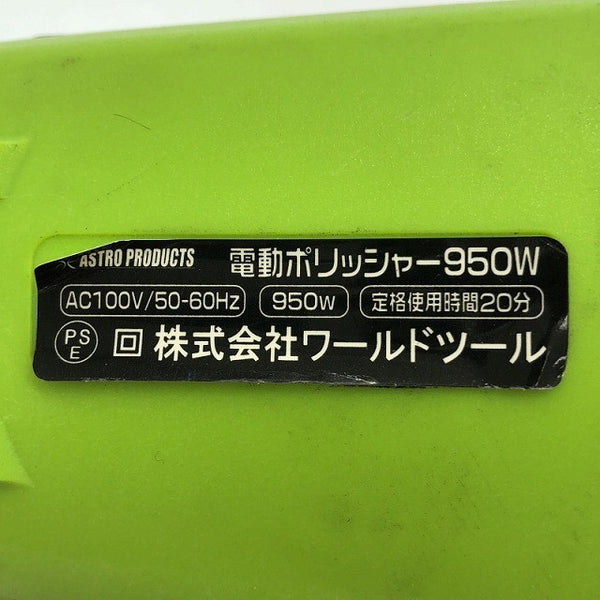 ASTRO PRODUCTS 電動ポリッシャー950W
AC100V/50-60Hz 950W 定格使用時間20分
PS
E
株式会社ワールドツール